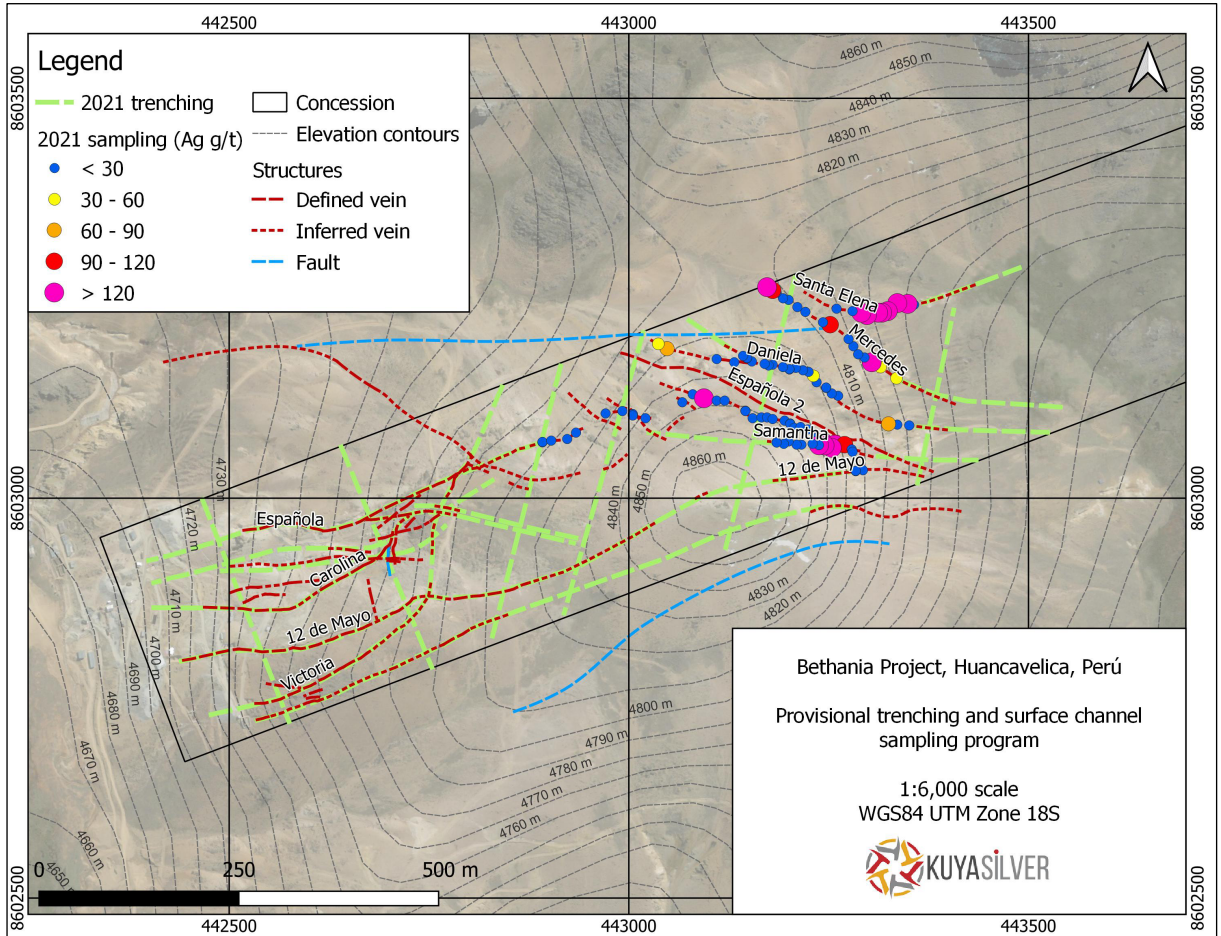 442500
443000
443500
8603500
8603000
8602500
8603500
8603000
8602500
Legend
2021 trenching
2021 sampling (Ag g/t)
< 30
30 - 60
60 - 90
90 - 120
> 120
Concession
Elevation contours
Structures
Defined vein
Inferred vein
Fault
4860 m
4850 m
4840 m
4830 m
4820 m
Santa Elena
Mercedes
Daniela
4810 m
Española 2
Samantha
12 de Mayo
4860 m
4850 m
4840 m
4730 m
4720 m
4710 m
4700 m
4690 m
4680 m
4670 m
4660 m
4650 m
Española
Carolina
12 de Mayo
Victoria
4830 m
4820 m
4800 m
4790 m
4780 m
4770 m
4760 m
Bethania Project, Huancavelica, Perú
Provisional trenching and surface channel
sampling program
1:6,000 scale
WGS84 UTM Zone 18S
KUYASILVER
0
250
500 m
442500
443000
443500